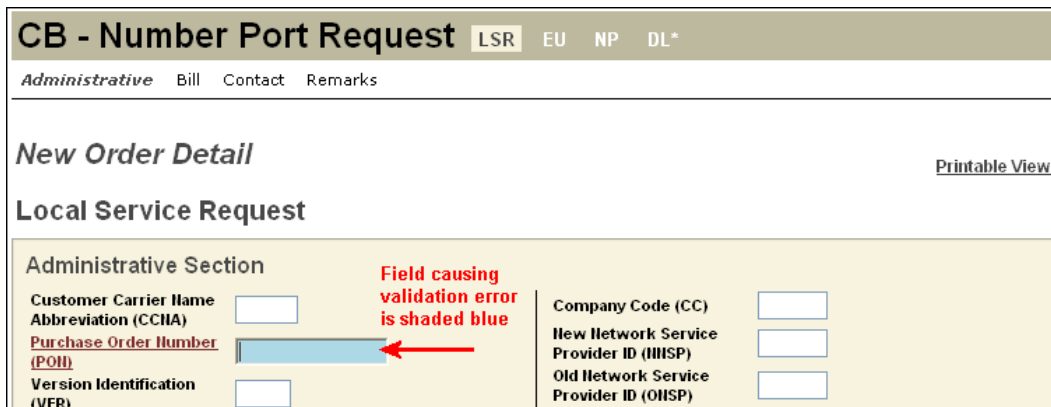 CB - Number Port Request LSR EU NP DL*
Administrative Bill Contact Remarks
New Order Detail
Printable View
Local Service Request
Administrative Section
Customer Carrier Name
Abbreviation (CCNA)
Purchase Order Number
(PON)
Version Identification
(VER)
Field causing
validation error
is shaded blue
Company Code (CC)
New Network Service
Provider ID (NNSP)
Old Network Service
Provider ID (ONSP)